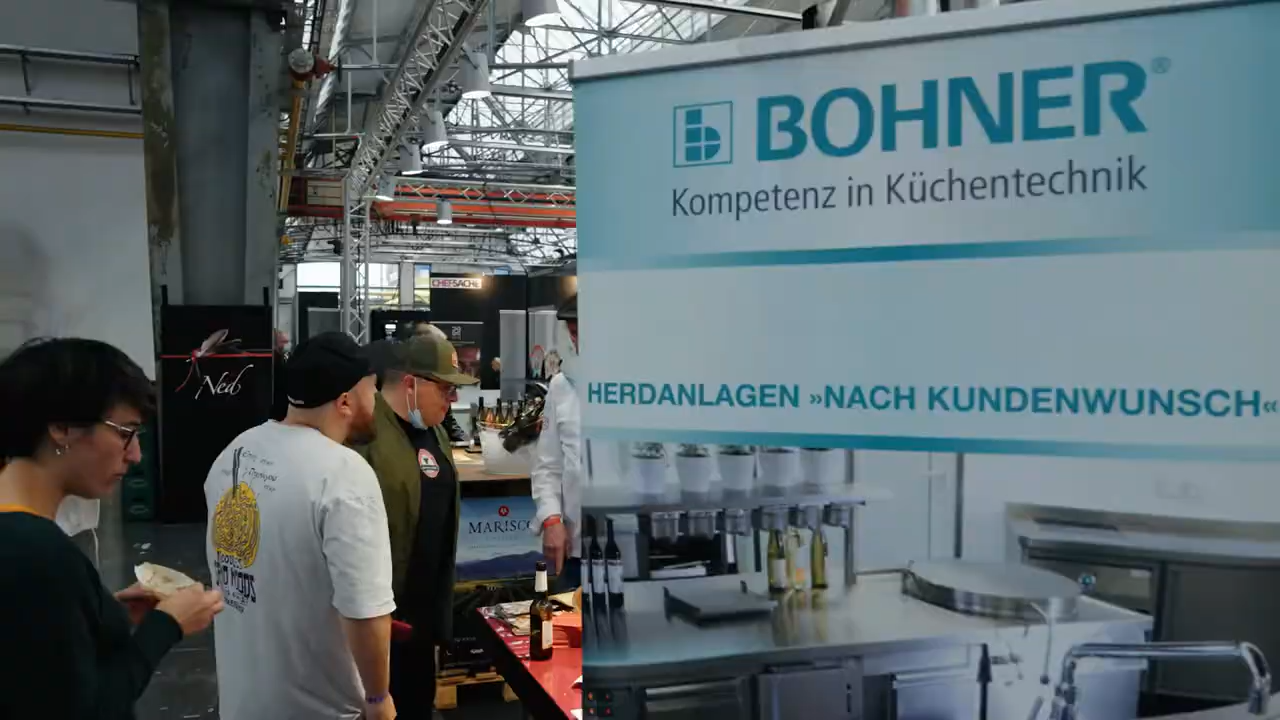 BOHNER®
Kompetenz in Küchentechnik
HERDANLAGEN »NACH KUNDENWUNSCH«
CHEFSACHE
Ned
MARISCO